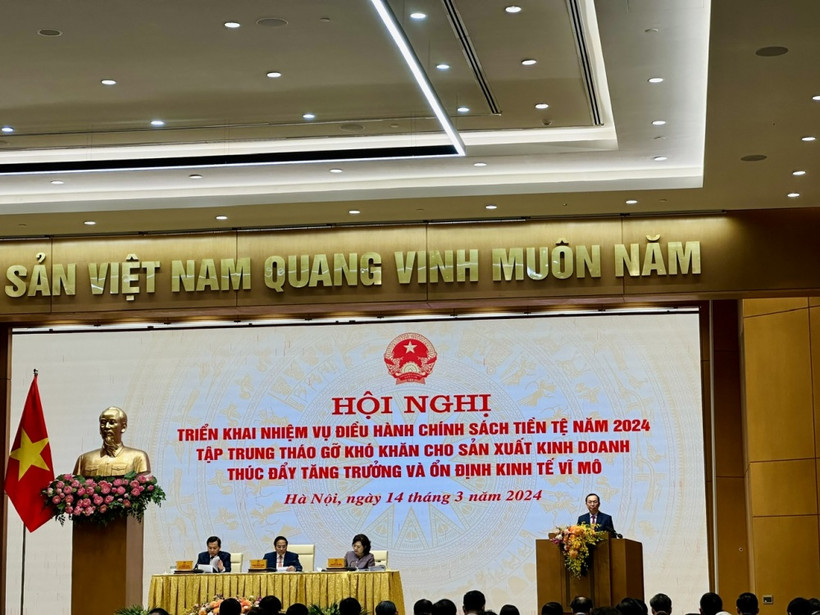 SẢN VIỆT NAM QUANG VINH MUÔN NĂM
HỘI NGHỊ
TRIỂN KHAI NHIỆM VỤ ĐIỀU HÀNH CHÍNH SÁCH TIỀN TỆ NĂM 2024
TẬP TRUNG THÁO GỠ KHÓ KHĂN CHO SẢN XUẤT KINH DOANH
THÚC ĐẨY TĂNG TRƯỞNG VÀ ỔN ĐỊNH KINH TẾ VĨ MÔ
Hà Nội, ngày 14 tháng 3 năm 2024